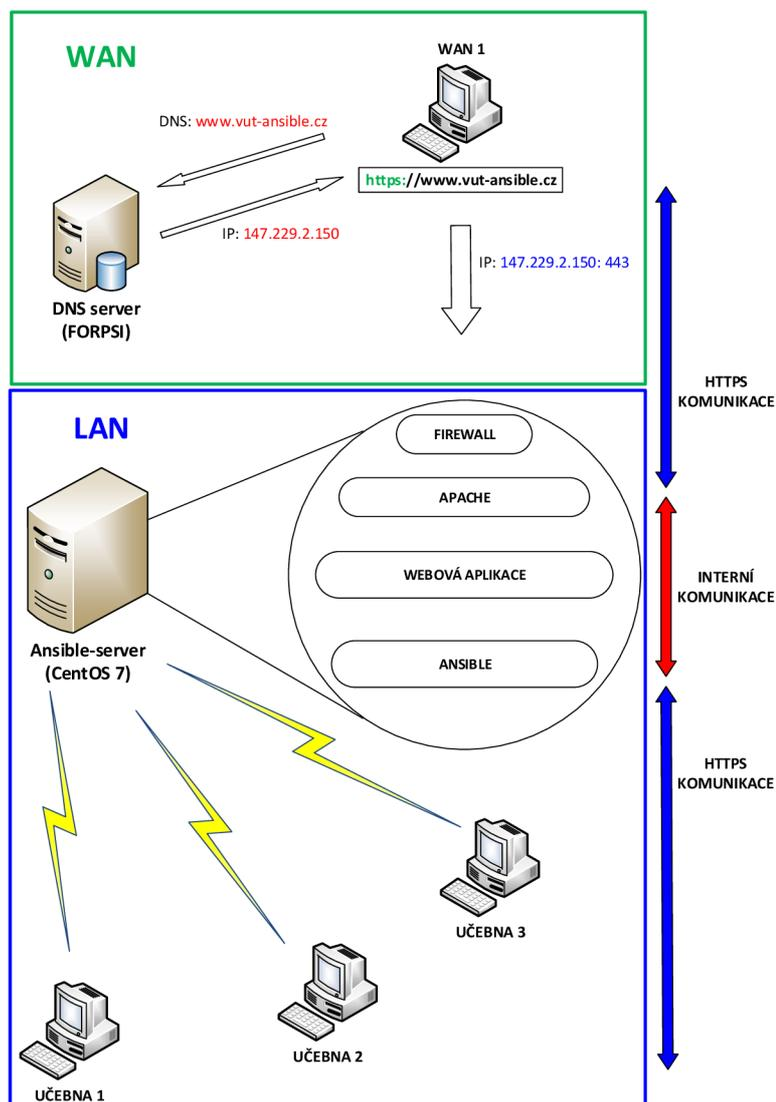 WAN
WAN 1
DNS: www.vut-ansible.cz
https://www.vut-ansible.cz
IP: 147.229.2.150
IP: 147.229.2.150: 443
DNS server
(FORPSI)
HTTPS
KOMUNIKACE
LAN
FIREWALL
APACHE
WEBOVÁ APLIKACE
INTERNÍ
KOMUNIKACE
ANSIBLE
Ansible-server
(CentOS 7)
HTTPS
KOMUNIKACE
UČEBNA 3
UČEBNA 2
UČEBNA 1